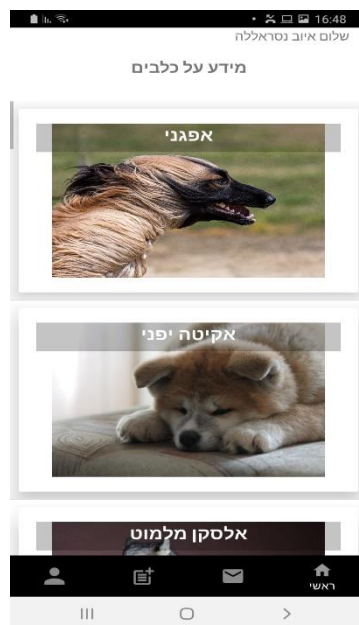 16:48
שלום איוב נסראללה
מידע על כלבים
אפגני
אקיטה יפני
אלסקן מלמוט
ראשי